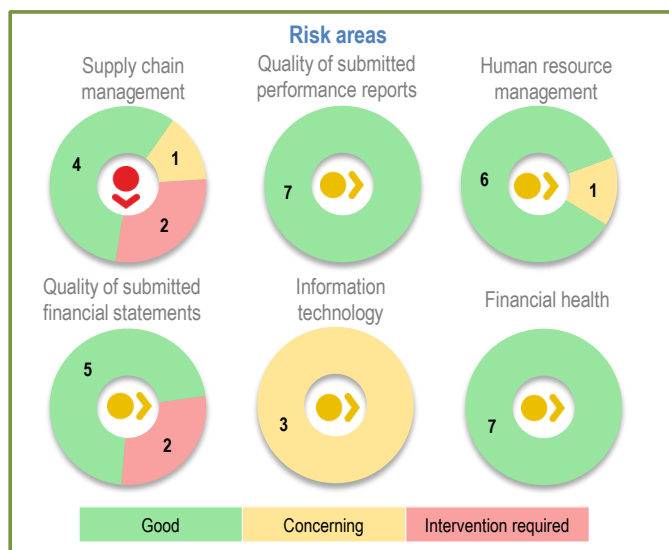 Risk areas
Supply chain
management
Quality of submitted
performance reports
Human resource
management
4
1
2
7
6
1
Quality of submitted
financial statements
Information
technology
Financial health
5
2
3
7
Good
Concerning
Intervention required